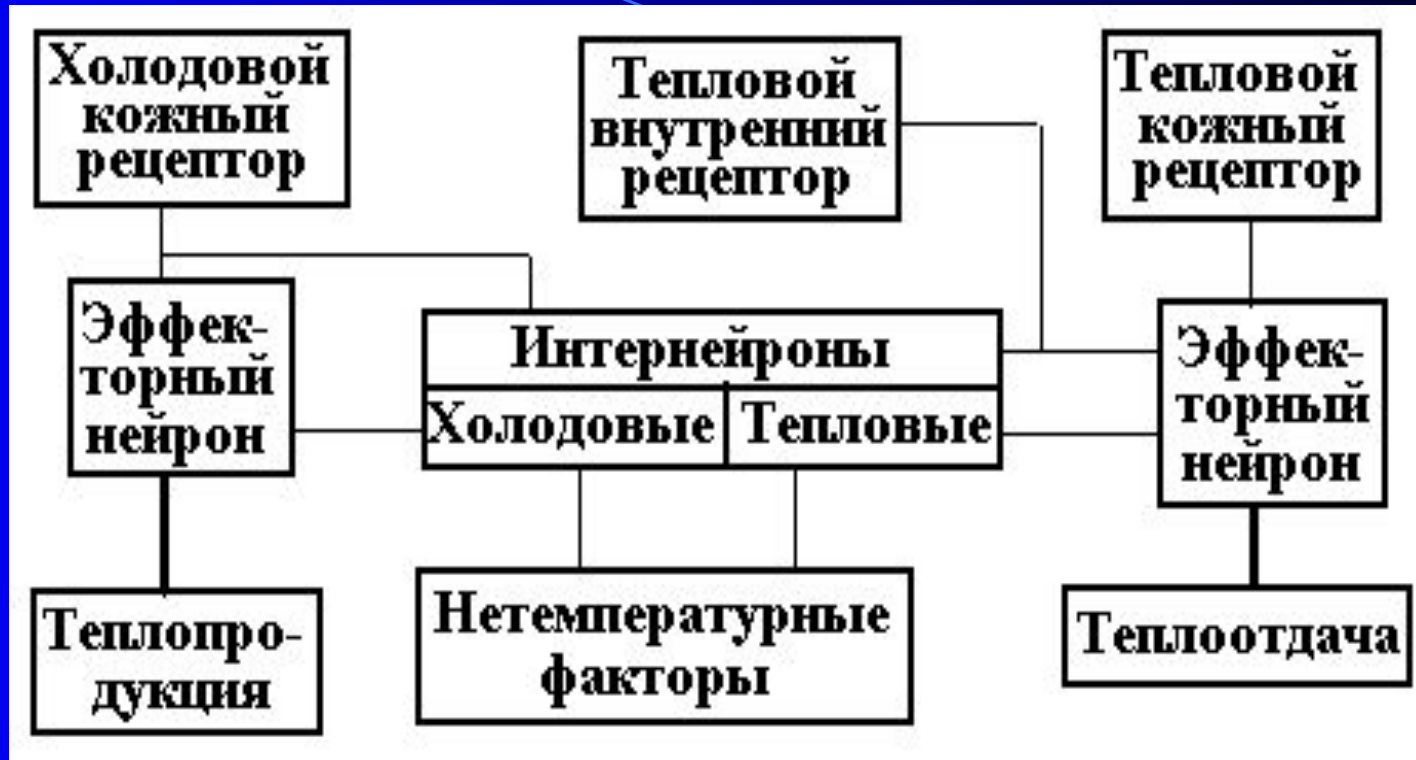 Холодовой
кожный
рецептор
Тепловой
внутренний
рецептор
Тепловой
кожный
рецептор
Эффек-
торный
нейрон
Интернейроны
Холодовые
Тепловые
Эффек-
торный
нейрон
Теплопро-
дукция
Нетемпературные
факторы
Теплоотдача